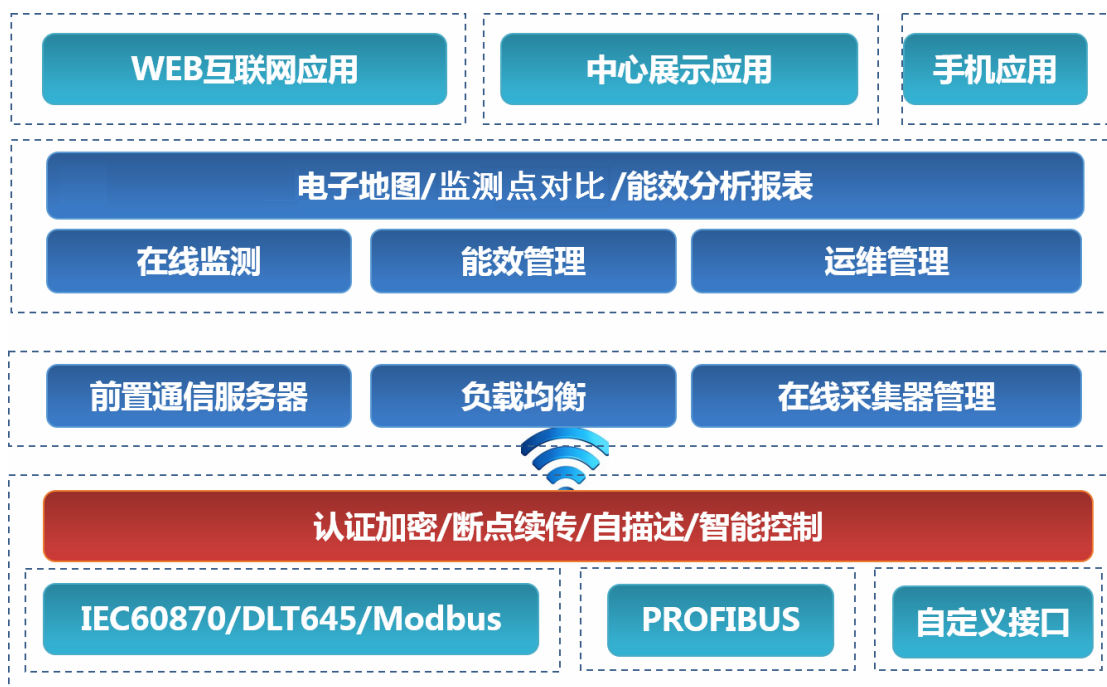 WEB互联网应用
中心展示应用
手机应用
电子地图/监测点对比/能效分析报表
在线监测
能效管理
运维管理
前置通信服务器
负载均衡
在线采集器管理
认证加密/断点续传/自描述/智能控制
IEC60870/DLT645/Modbus
PROFIBUS
自定义接口